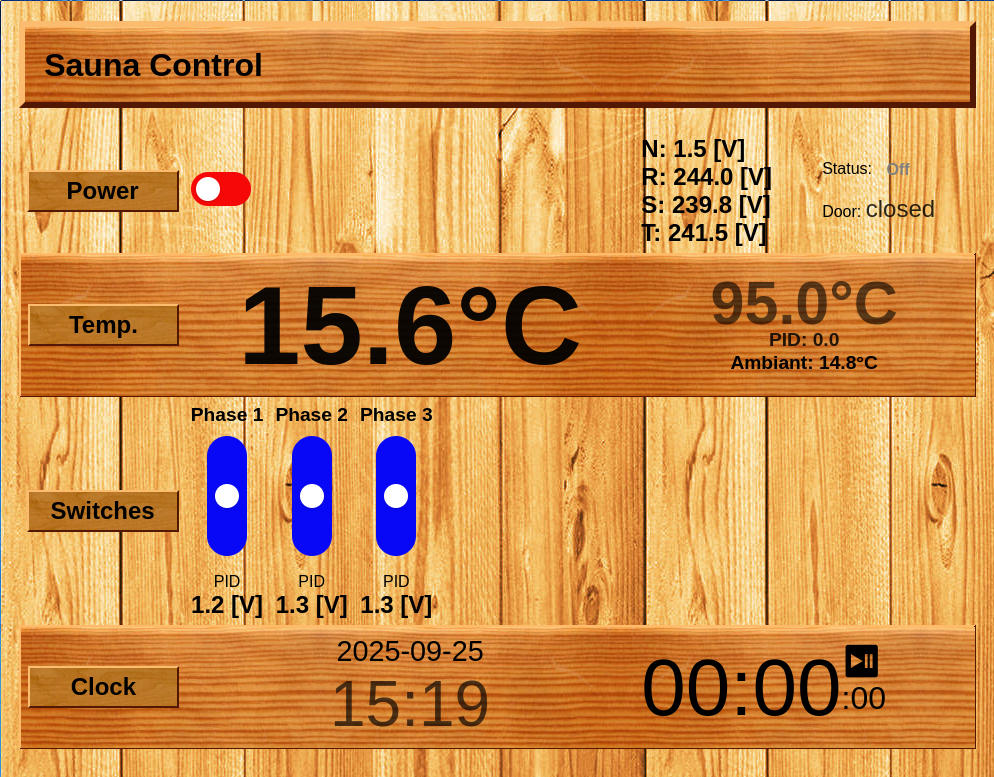 Sauna Control
Power
N: 1.5 [V]
R: 244.0 [V]
S: 239.8 [V]
T: 241.5 [V]
Status: Off
Door: closed
Temp.
15.6°C
95.0°C
PID: 0.0
Ambiant: 14.8°C
Phase 1 Phase 2 Phase 3
Switches
PID PID PID
1.2 [V] 1.3 [V] 1.3 [V]
Clock
2025-09-25
15:19
00:00:00